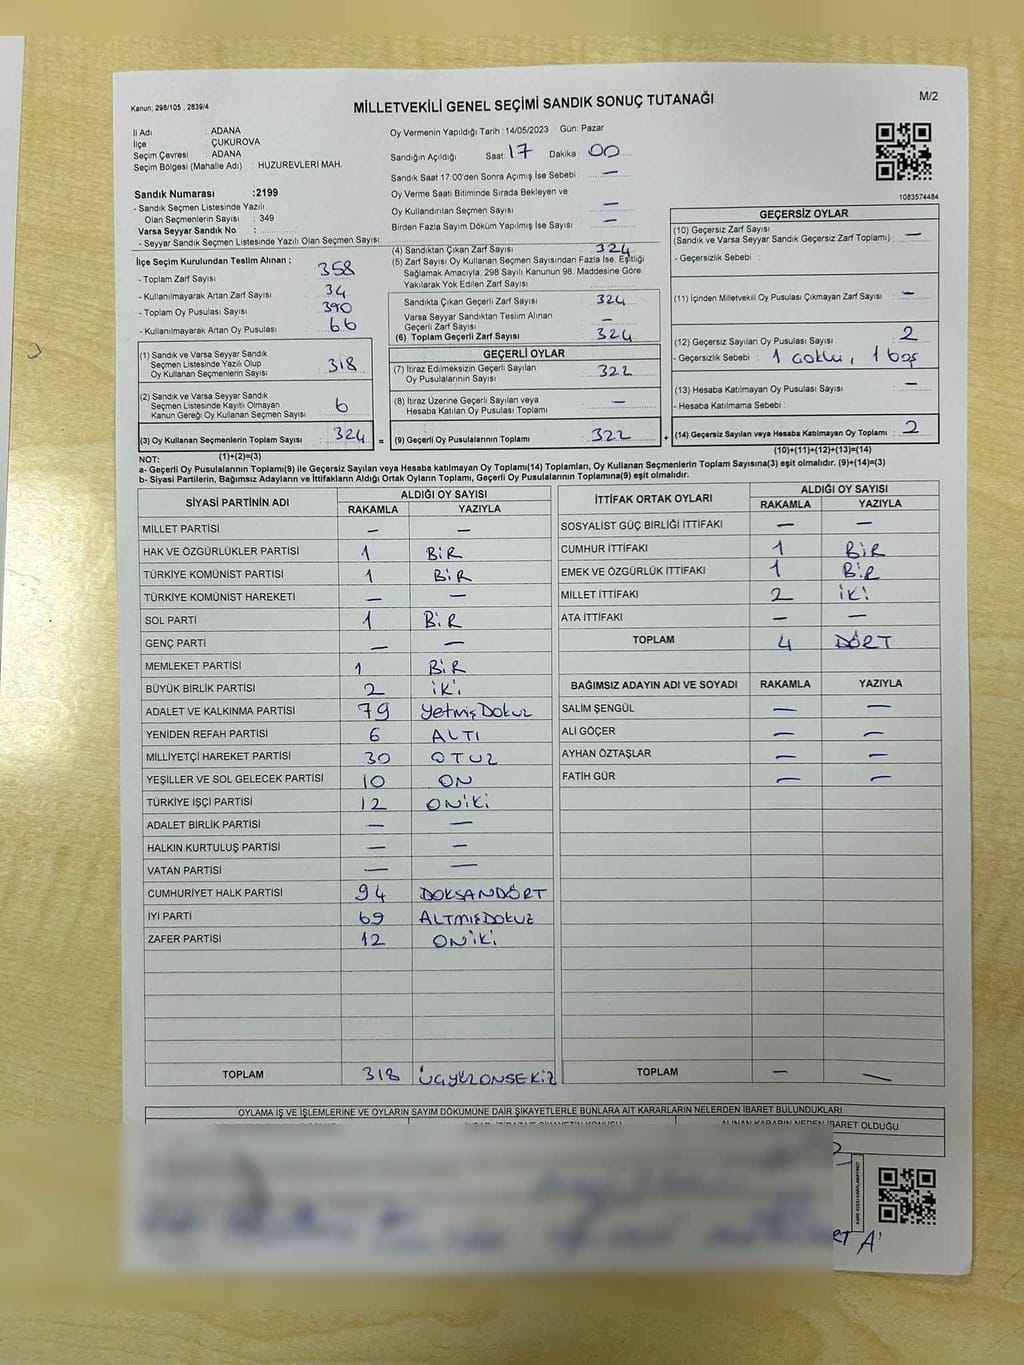 Kanun; 298/105 , 2839/4
MİLLETVEKİLİ GENEL SEÇİMİ SANDIK SONUÇ TUTANAĞI
M/2
İl Adı : ADANA
İlçe : ÇUKUROVA
Seçim Çevresi : ADANA
Seçim Bölgesi (Mahalle Adı) : HUZUREVLERİ MAH.
Sandık Numarası :2199
- Sandık Seçmen Listesinde Yazılı
Olan Seçmenlerin Sayısı : 349
Varsa Seyyar Sandık No :
- Seyyar Sandık Seçmen Listesinde Yazılı Olan Seçmen Sayısı:
Oy Vermenin Yapıldığı Tarih :14/05/2023 Gün: Pazar
Sandığın Açıldığı Saat: 17 Dakika 00
Sandık Saat 17:00'den Sonra Açımış İse Sebebi : —
Oy Verme Saati Bitiminde Sırada Bekleyen ve
Oy Kullandırılan Seçmen Sayısı : —
Birden Fazla Sayım Döküm Yapılmış İse Sayısı : —
1083574484
İlçe Seçim Kurulundan Teslim Alınan ;
- Toplam Zarf Sayısı : 358
- Kullanılmayarak Artan Zarf Sayısı : 34
- Toplam Oy Pusulası Sayısı : 390
- Kullanılmayarak Artan Oy Pusulası : 66
(1) Sandık ve Varsa Seyyar Sandık
Seçmen Listesinde Yazılı Olup
Oy Kullanan Seçmenlerin Sayısı : 318
(2) Sandık ve Varsa Seyyar Sandık
Seçmen Listesinde Kayıtlı Olmayan
Kanun Gereği Oy Kullanan Seçmen Sayısı : 6
(3) Oy Kullanan Seçmenlerin Toplam Sayısı : 324 =
(1)+(2)=(3)
(4) Sandıktan Çıkan Zarf Sayısı : 324
(5) Zarf Sayısı Oy Kullanan Seçmen Sayısından Fazla İse, Eşitliği
Sağlamak Amacıyla; 298 Sayılı Kanunun 98. Maddesine Göre
Yakılarak Yok Edilen Zarf Sayısı :
Sandıkta Çıkan Geçerli Zarf Sayısı : 324
Varsa Seyyar Sandıktan Teslim Alınan
Geçerli Zarf Sayısı : —
(6) Toplam Geçerli Zarf Sayısı : 324
GEÇERLİ OYLAR
(7) İtiraz Edilmeksizin Geçerli Sayılan
Oy Pusulalarının Sayısı : 322
(8) İtiraz Üzerine Geçerli Sayılan veya
Hesaba Katılan Oy Pusulası Toplamı : —
(9) Geçerli Oy Pusulalarının Toplamı : 322 +
GEÇERSİZ OYLAR
(10) Geçersiz Zarf Sayısı
(Sandık ve Varsa Seyyar Sandık Geçersiz Zarf Toplamı) : —
- Geçersizlik Sebebi :
(11) İçinden Milletvekili Oy Pusulası Çıkmayan Zarf Sayısı : —
(12) Geçersiz Sayılan Oy Pusulası Sayısı : 2
- Geçersizlik Sebebi : 1 çoklu, 1 boş
(13) Hesaba Katılmayan Oy Pusulası Sayısı : —
- Hesaba Katılmama Sebebi :
(14) Geçersiz Sayılan veya Hesaba Katılmayan Oy Pusulası Toplamı : 2
(10)+(11)+(12)+(13)=(14)
NOT:
a- Geçerli Oy Pusulalarının Toplamı(9) ile Geçersiz Sayılan veya Hesaba katılmayan Oy Toplamı(14) Toplamları, Oy Kullanan Seçmenlerin Toplam Sayısına(3) eşit olmalıdır. (9)+(14)=(3)
b- Siyasi Partilerin, Bağımsız Adayların ve İttifakların Aldığı Ortak Oyların Toplamı, Geçerli Oy Pusulalarının Toplamına(9) eşit olmalıdır.
SİYASİ PARTİNİN ADI ALDIĞI OY SAYISI
RAKAMLA YAZIYLA
MİLLET PARTİSİ — —
HAK VE ÖZGÜRLÜKLER PARTİSİ 1 BİR
TÜRKİYE KOMÜNİST PARTİSİ 1 BİR
TÜRKİYE KOMÜNİST HAREKETİ — —
SOL PARTİ 1 BİR
GENÇ PARTİ — —
MEMLEKET PARTİSİ 1 BİR
BÜYÜK BİRLİK PARTİSİ 2 İKİ
ADALET VE KALKINMA PARTİSİ 79 YetmişDokuz
YENİDEN REFAH PARTİSİ 6 ALTI
MİLLİYETÇİ HAREKET PARTİSİ 30 OTUZ
YEŞİLLER VE SOL GELECEK PARTİSİ 10 ON
TÜRKİYE İŞÇİ PARTİSİ 12 ONİKİ
ADALET BİRLİK PARTİSİ — —
HALKIN KURTULUŞ PARTİSİ — —
VATAN PARTİSİ — —
CUMHURİYET HALK PARTİSİ 94 DOKSANDÖRT
İYİ PARTİ 69 ALTMIŞDOKUZ
ZAFER PARTİSİ 12 ONİKİ
TOPLAM 318 ÜÇYÜZONSEKİZ
İTTİFAK ORTAK OYLARI ALDIĞI OY SAYISI
RAKAMLA YAZIYLA
SOSYALİST GÜÇ BİRLİĞİ İTTİFAKI — —
CUMHUR İTTİFAKI 1 BİR
EMEK VE ÖZGÜRLÜK İTTİFAKI 1 BİR
MİLLET İTTİFAKI 2 İKİ
ATA İTTİFAKI — —
TOPLAM 4 DÖRT
BAĞIMSIZ ADAYIN ADI VE SOYADI RAKAMLA YAZIYLA
SALİM ŞENGÜL — —
ALİ GÖÇER — —
AYHAN ÖZTAŞLAR — —
FATİH GÜR — —
TOPLAM — —
OYLAMA İŞ VE İŞLEMLERİNE VE OYLARIN SAYIM DÖKÜMÜNE DAİR ŞİKAYETLERLE BUNLARA AİT KARARLARIN NELERDEN İBARET BULUNDUKLARI
ALINAN KARARIN NEDEN İBARET OLDUĞU